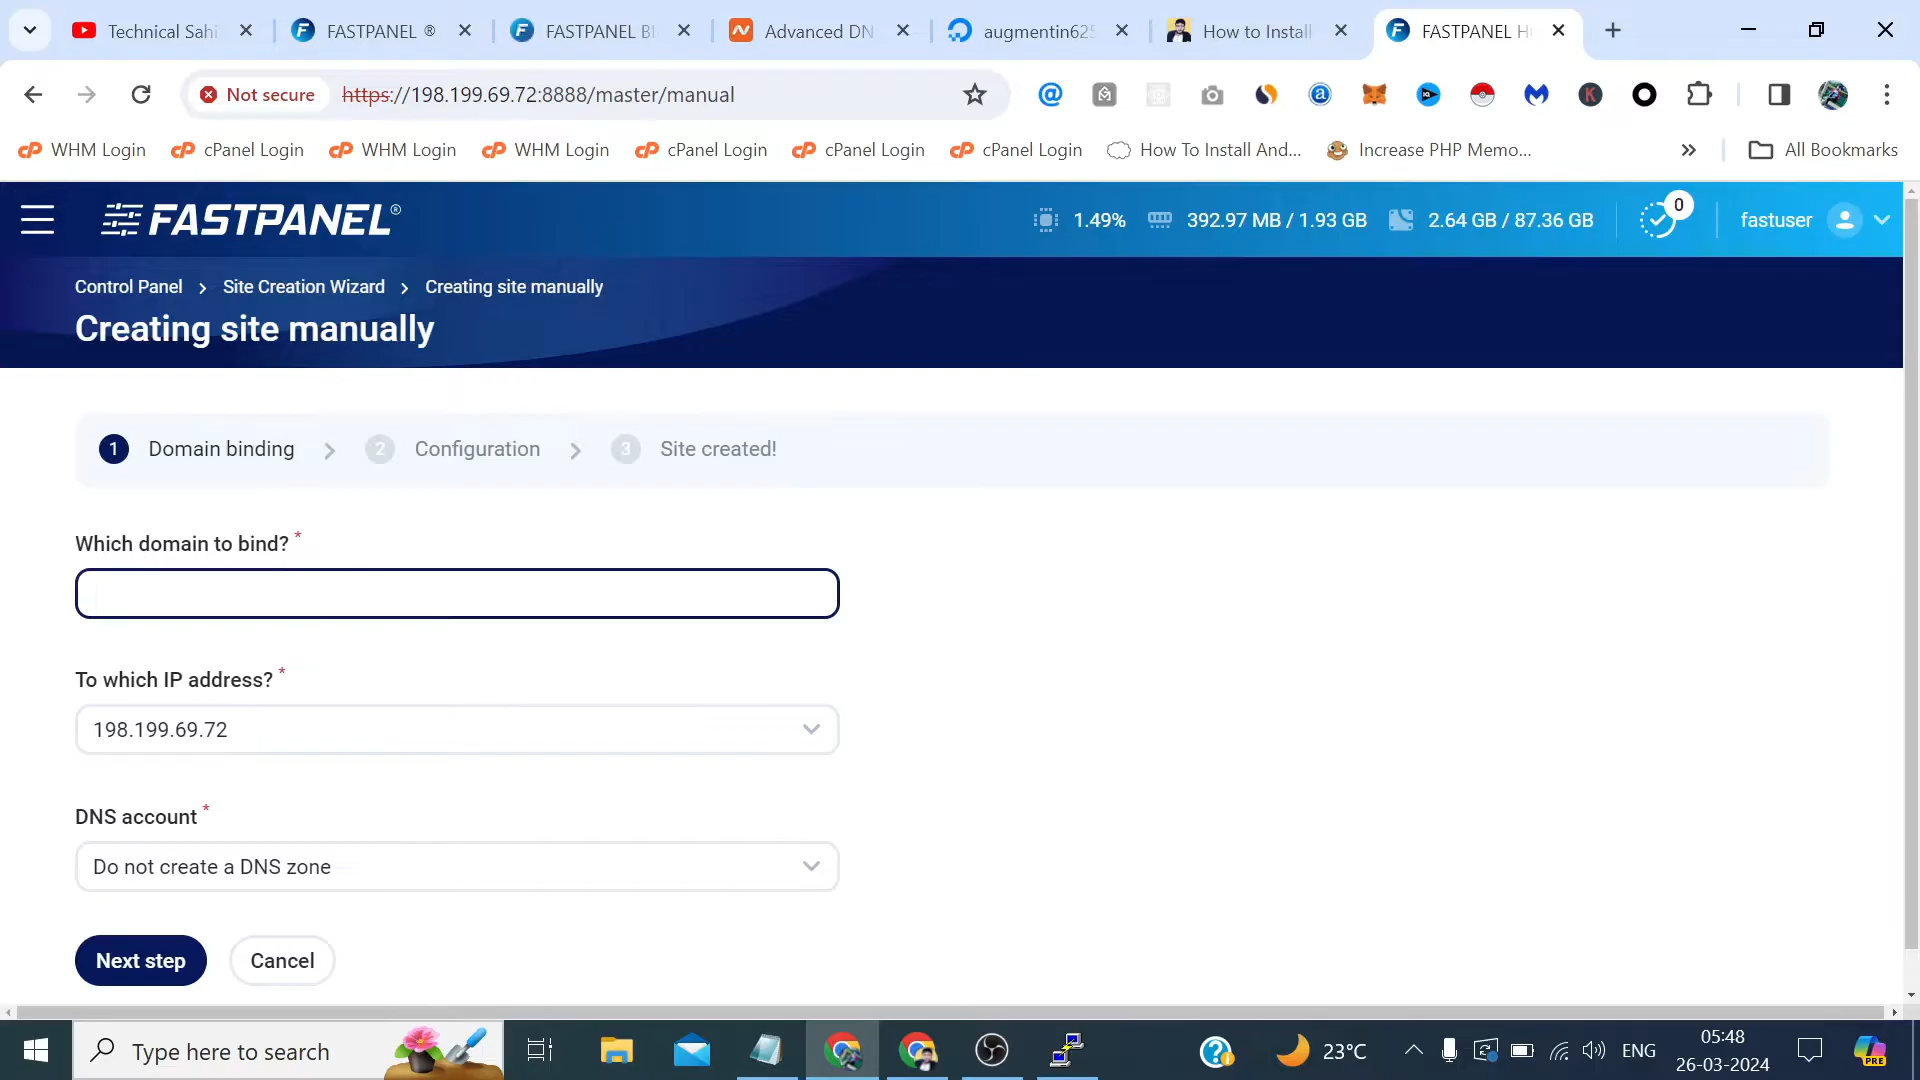 Technical Sahi
FASTPANEL ®
FASTPANEL B
Advanced DN
augmentin625
How to Install
FASTPANEL H
Not secure
https://198.199.69.72:8888/master/manual
WHM Login
cPanel Login
WHM Login
WHM Login
cPanel Login
cPanel Login
cPanel Login
How To Install And...
Increase PHP Memo...
»
All Bookmarks
FASTPANEL®
1.49%
392.97 MB / 1.93 GB
2.64 GB / 87.36 GB
0
fastuser
Control Panel > Site Creation Wizard > Creating site manually
Creating site manually
1 Domain binding > 2 Configuration > 3 Site created!
Which domain to bind? *
To which IP address? *
198.199.69.72
DNS account *
Do not create a DNS zone
Next step
Cancel
Type here to search
23°C
ENG
05:48
26-03-2024
PRE